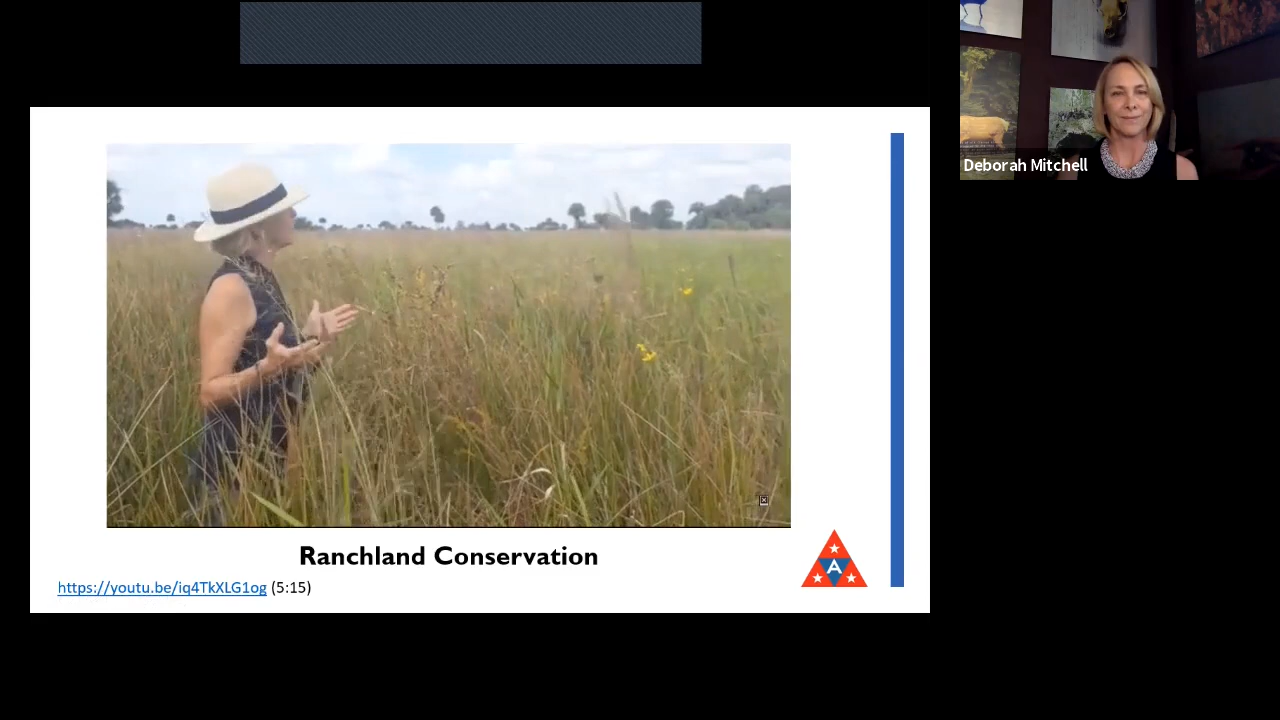 Deborah Mitchell
A
Ranchland Conservation
https://youtu.be/iq4TkXLG1og (5:15)